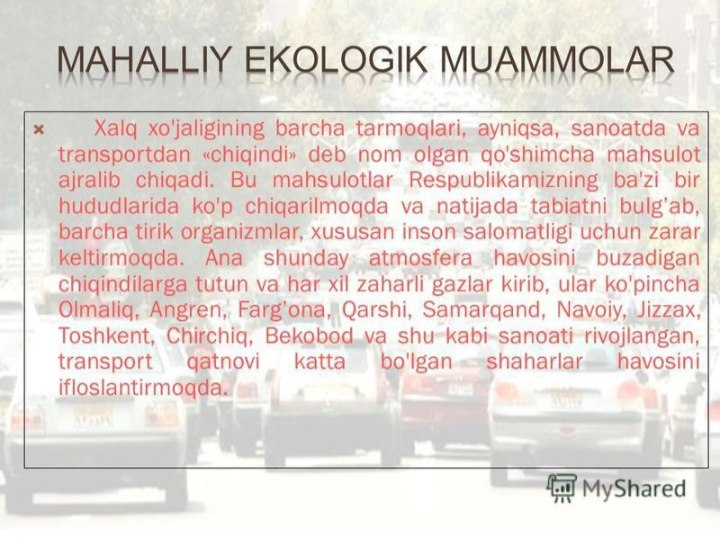 MAHALLIY EKOLOGIK MUAMMOLAR
× Xalq xo'jaligining barcha tarmoqlari, ayniqsa, sanoatda va
transportdan «chiqindi» deb nom olgan qo'shimcha mahsulot
ajralib chiqadi. Bu mahsulotlar Respublikamizning ba'zi bir
hududlarida ko'p chiqarilmoqda va natijada tabiatni bulg’ab,
barcha tirik organizmlar, xususan inson salomatligi uchun zarar
keltirmoqda. Ana shunday atmosfera havosini buzadigan
chiqindilarga tutun va har xil zaharli gazlar kirib, ular ko'pincha
Olmaliq, Angren, Farg’ona, Qarshi, Samarqand, Navoiy, Jizzax,
Toshkent, Chirchiq, Bekobod va shu kabi sanoati rivojlangan,
transport qatnovi katta bo'lgan shaharlar havosini
ifloslantirmoqda.
MyShared